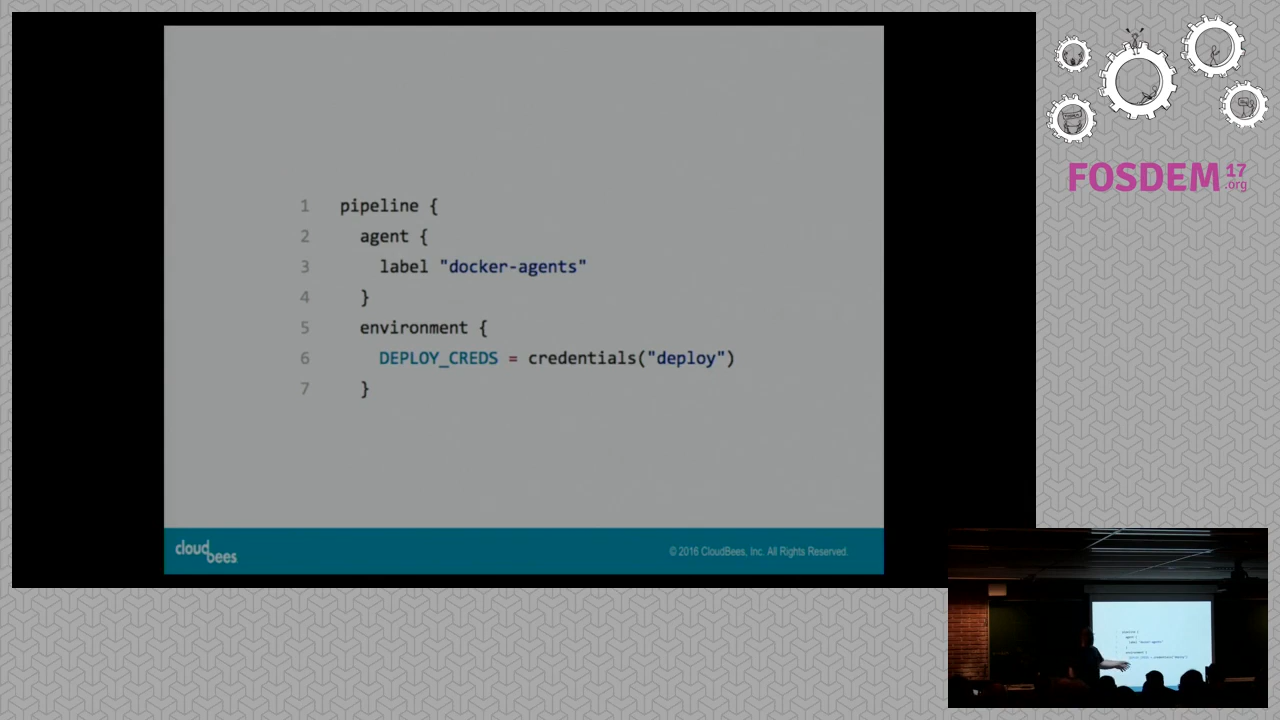 1 pipeline {
2 agent {
3 label "docker-agents"
4 }
5 environment {
6 DEPLOY_CREDS = credentials("deploy")
7 }
cloudbees
© 2016 CloudBees, Inc. All Rights Reserved.
FOSDEM 17 .org